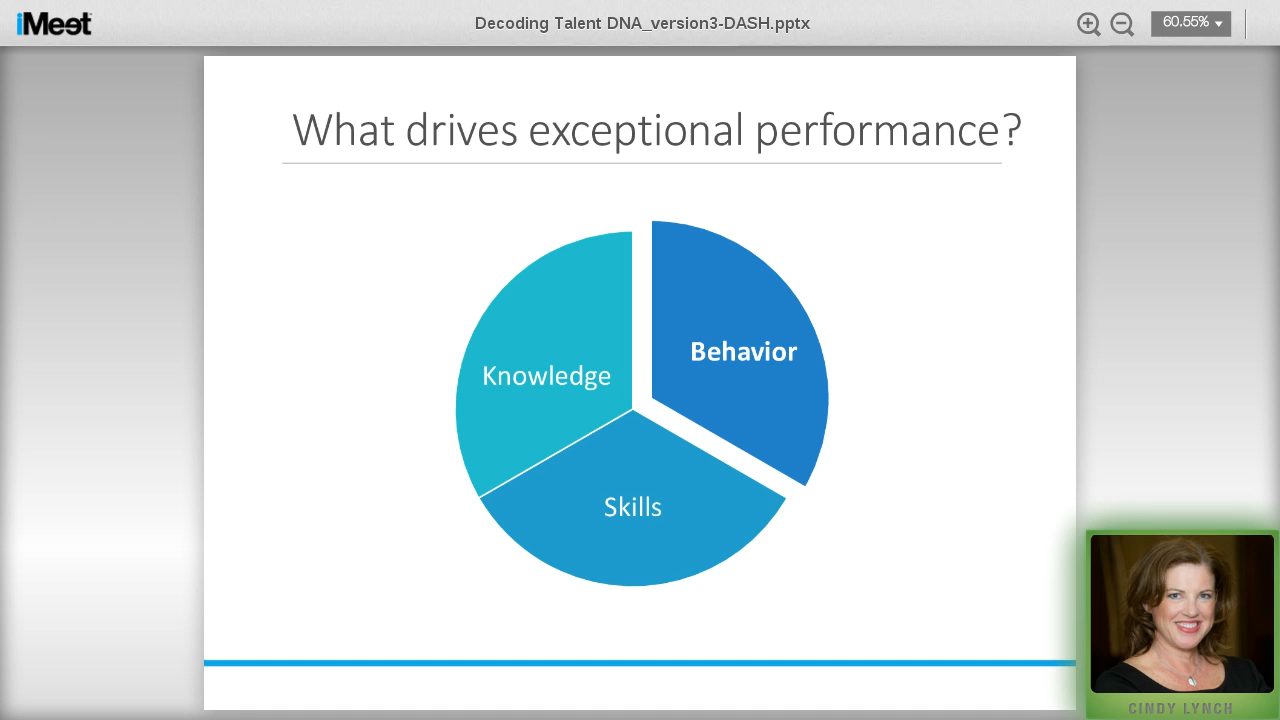 iMeet
Decoding Talent DNA_version3-DASH.pptx
60.55%
What drives exceptional performance?
Behavior
Knowledge
Skills
CINDY LYNCH